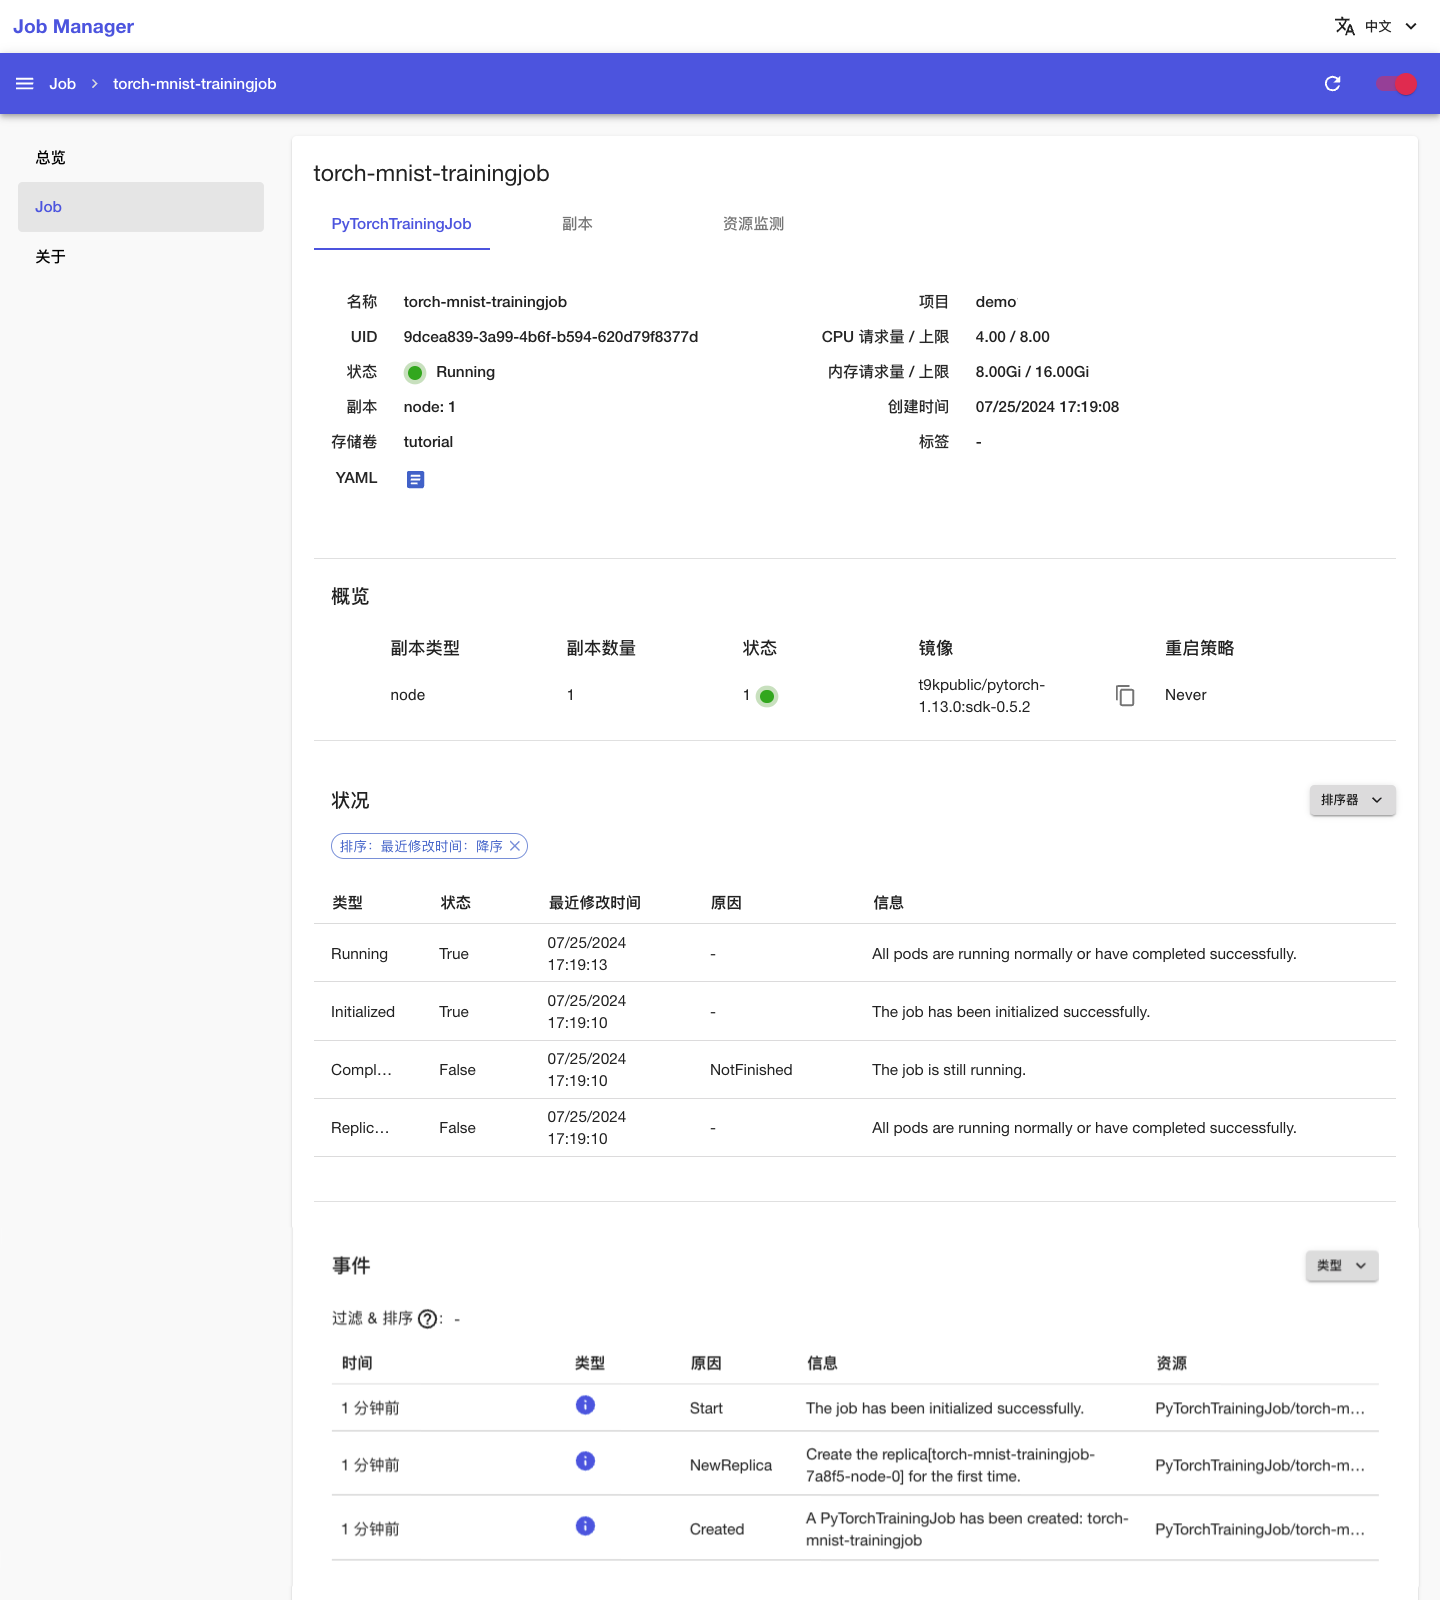 Job Manager
中文
Job
torch-mnist-trainingjob
总览
Job
关于
torch-mnist-trainingjob
PyTorchTrainingJob 副本 资源监测
名称 torch-mnist-trainingjob 项目 demo
UID 9dcea839-3a99-4b6f-b594-620d79f8377d CPU 请求量 / 上限 4.00 / 8.00
状态 Running 内存请求量 / 上限 8.00Gi / 16.00Gi
副本 node: 1 创建时间 07/25/2024 17:19:08
存储卷 tutorial 标签 -
YAML
概览
副本类型 副本数量 状态 镜像 重启策略
node 1 1 t9kpublic/pytorch-
1.13.0:sdk-0.5.2 Never
状况
排序器
排序：最近修改时间：降序
类型 状态 最近修改时间 原因 信息
Running True 07/25/2024
17:19:13 - All pods are running normally or have completed successfully.
Initialized True 07/25/2024
17:19:10 - The job has been initialized successfully.
Compl... False 07/25/2024
17:19:10 NotFinished The job is still running.
Replic... False 07/25/2024
17:19:10 - All pods are running normally or have completed successfully.
事件
类型
过滤 & 排序 ?: -
时间 类型 原因 信息 资源
1 分钟前 Start The job has been initialized successfully. PyTorchTrainingJob/torch-m...
1 分钟前 NewReplica Create the replica[torch-mnist-trainingjob-
7a8f5-node-0] for the first time. PyTorchTrainingJob/torch-m...
1 分钟前 Created A PyTorchTrainingJob has been created: torch-
mnist-trainingjob PyTorchTrainingJob/torch-m...